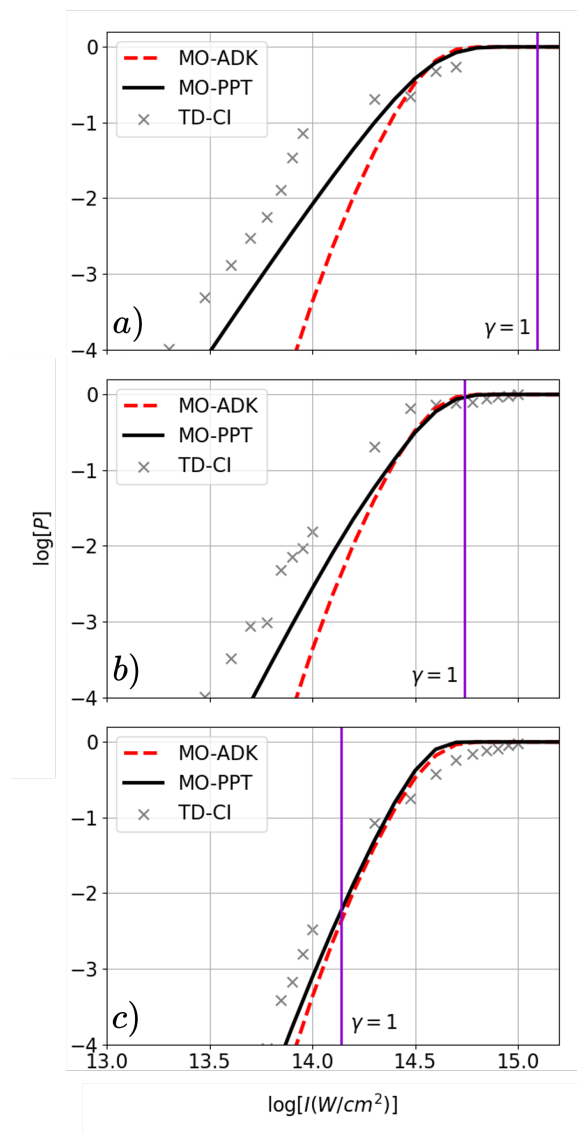 0
−1
−2
−3
−4
MO-ADK
MO-PPT
TD-CI
a)
γ = 1
0
−1
−2
−3
−4
MO-ADK
MO-PPT
TD-CI
b)
γ = 1
log[P]
0
−1
−2
−3
−4
MO-ADK
MO-PPT
TD-CI
c)
γ = 1
13.0 13.5 14.0 14.5 15.0
log[I(W/cm²)]